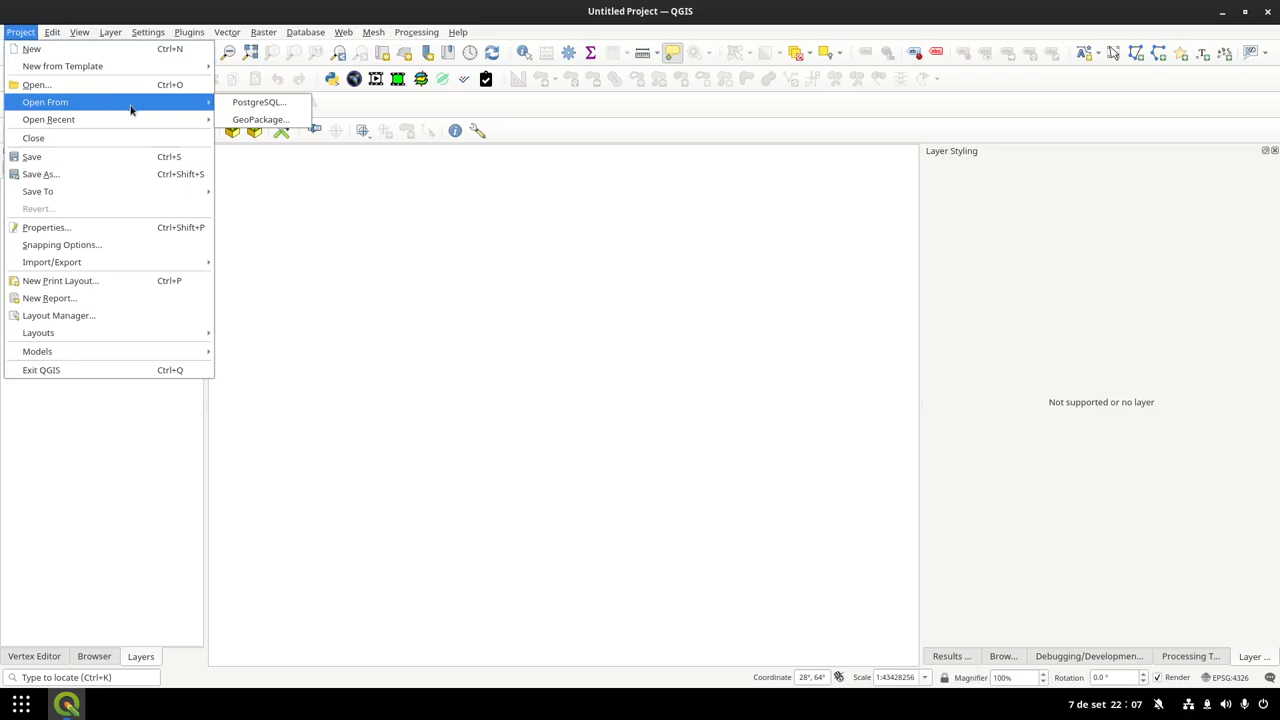 Untitled Project — QGIS
Project Edit View Layer Settings Plugins Vector Raster Database Web Mesh Processing Help
New Ctrl+N
New from Template
Open... Ctrl+O
Open From
PostgreSQL...
Open Recent
GeoPackage...
Close
Save Ctrl+S
Save As... Ctrl+Shift+S
Save To
Revert...
Properties... Ctrl+Shift+P
Snapping Options...
Import/Export
New Print Layout... Ctrl+P
New Report...
Layout Manager...
Layouts
Models
Exit QGIS Ctrl+Q
Layer Styling
Not supported or no layer
Vertex Editor Browser Layers
Results ... Brow... Debugging/Developmen... Processing T... Layer ...
Type to locate (Ctrl+K) Coordinate 28°, 64° Scale 1:43428256 Magnifier 100% Rotation 0.0 ° Render EPSG:4326
7 de set 22 : 07